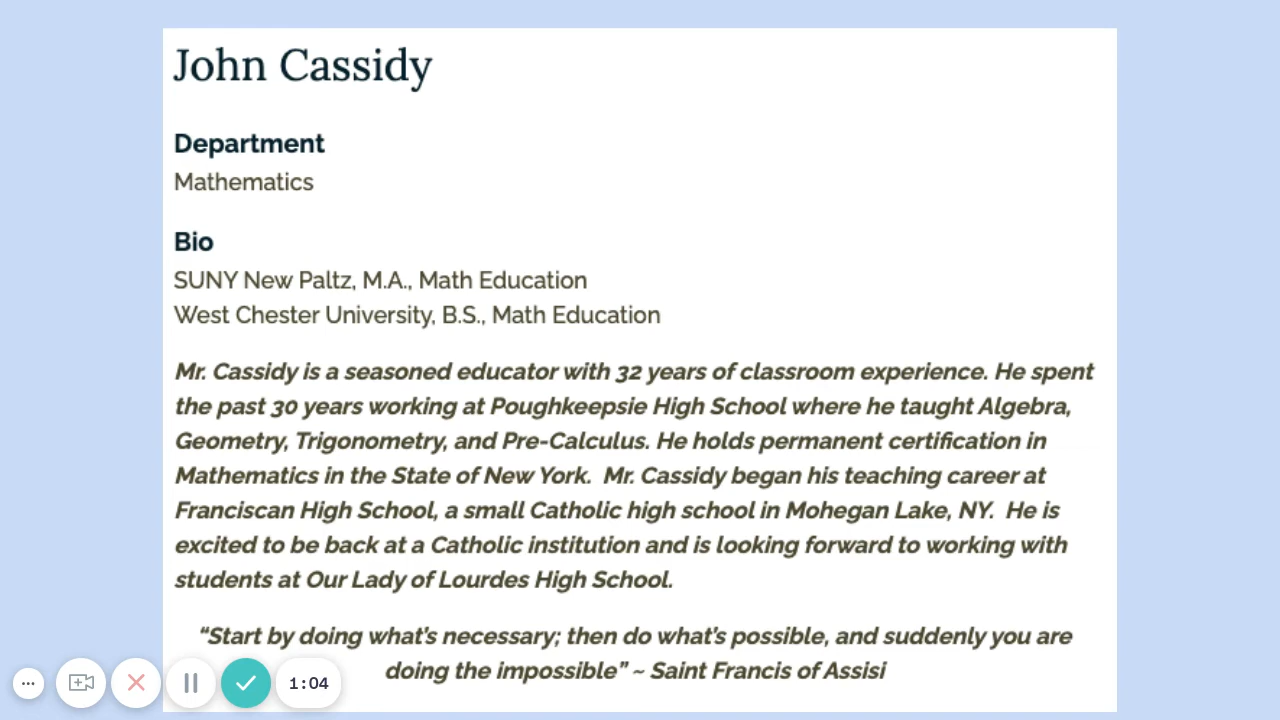 John Cassidy
Department
Mathematics
Bio
SUNY New Paltz, M.A., Math Education
West Chester University, B.S., Math Education
Mr. Cassidy is a seasoned educator with 32 years of classroom experience. He spent
the past 30 years working at Poughkeepsie High School where he taught Algebra,
Geometry, Trigonometry, and Pre-Calculus. He holds permanent certification in
Mathematics in the State of New York.  Mr. Cassidy began his teaching career at
Franciscan High School, a small Catholic high school in Mohegan Lake, NY.  He is
excited to be back at a Catholic institution and is looking forward to working with
students at Our Lady of Lourdes High School.
“Start by doing what’s necessary; then do what’s possible, and suddenly you are
doing the impossible” ~ Saint Francis of Assisi
1:04